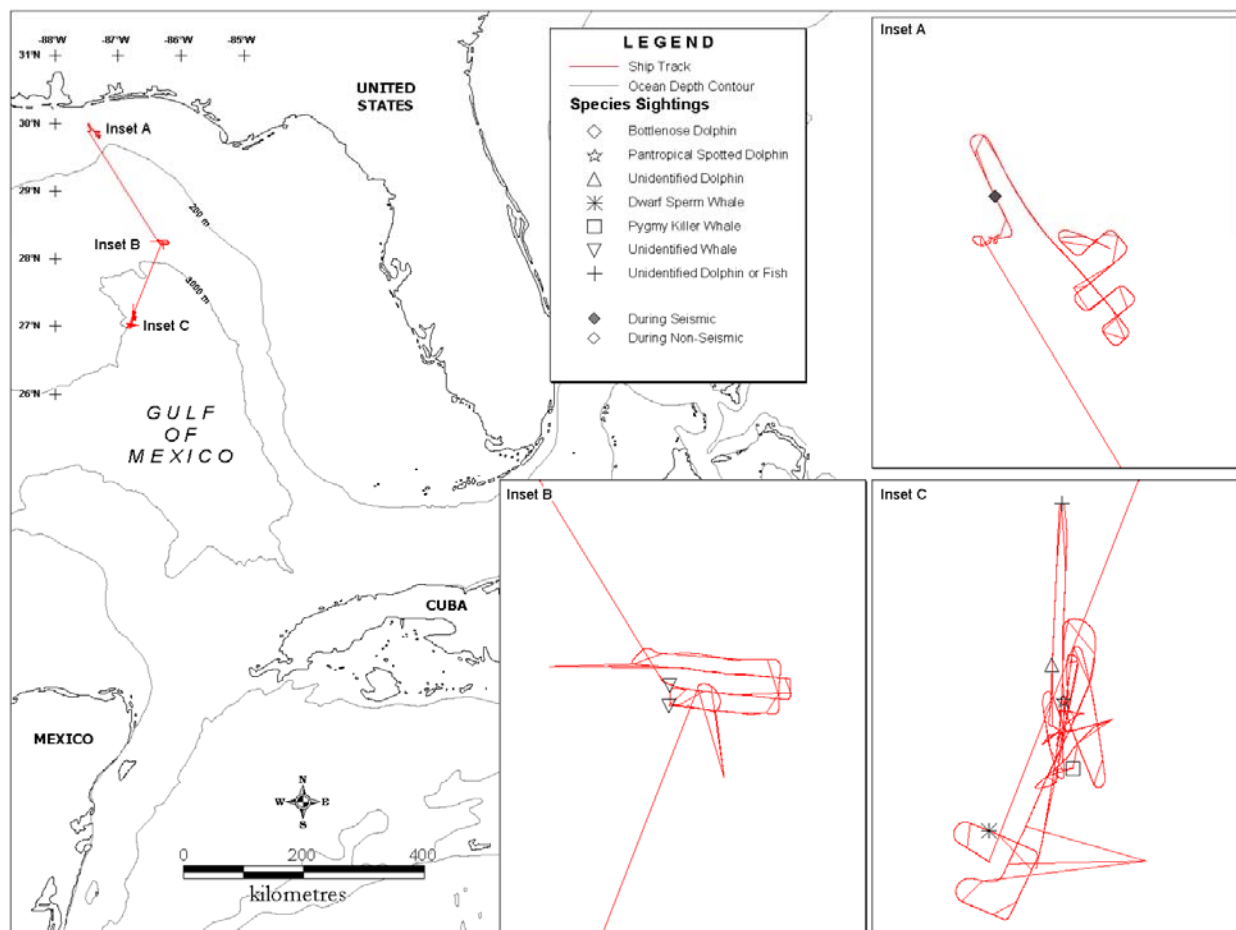 -88°W -87°W -86°W -85°W
31°N
30°N
29°N
28°N
27°N
26°N
Inset A
Inset B
Inset C
200 m
3000 m
UNITED
STATES
GULF
OF
MEXICO
MEXICO
CUBA
N
W E
S
0 200 400
kilometres
LEGEND
Ship Track
Ocean Depth Contour
Species Sightings
Bottlenose Dolphin
Pantropical Spotted Dolphin
Unidentified Dolphin
Dwarf Sperm Whale
Pygmy Killer Whale
Unidentified Whale
Unidentified Dolphin or Fish
During Seismic
During Non-Seismic
Inset A
Inset B
Inset C